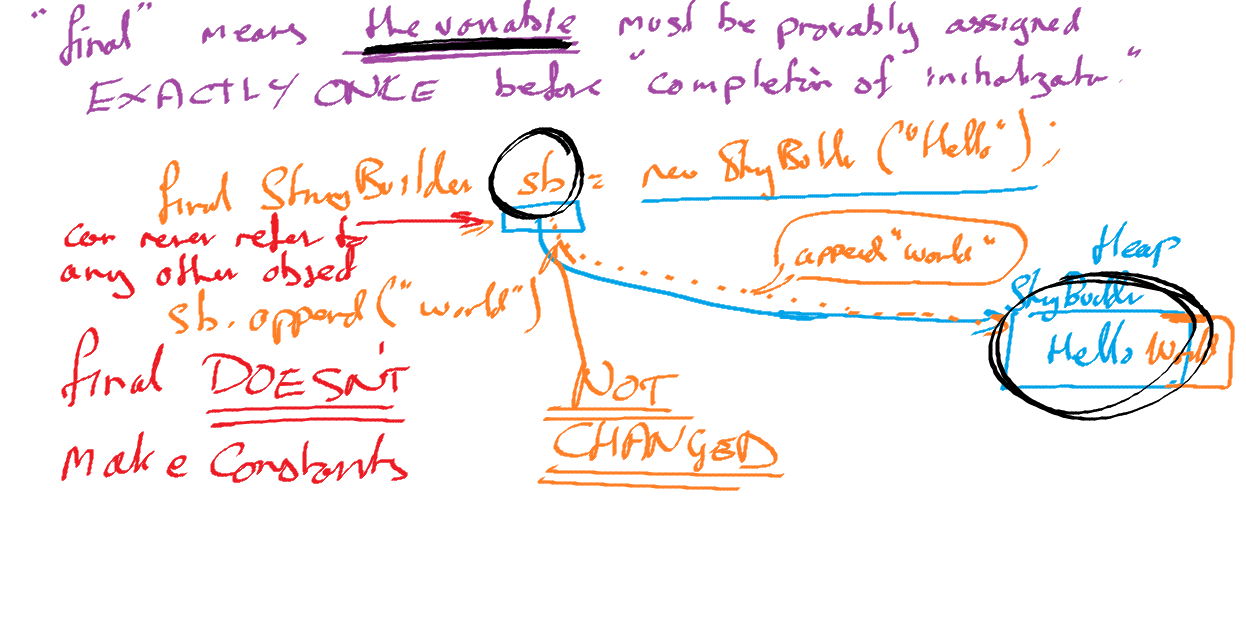 "final" means the variable must be provably assigned
EXACTLY ONCE before "completion of initialization."
final StringBuilder sb = new StringBuilder ("Hello");
can never refer to
any other object
append "world"
Heap
StringBuilder
Hello World
sb.append("world")
final DOESN'T
Make Constants
NOT
CHANGED